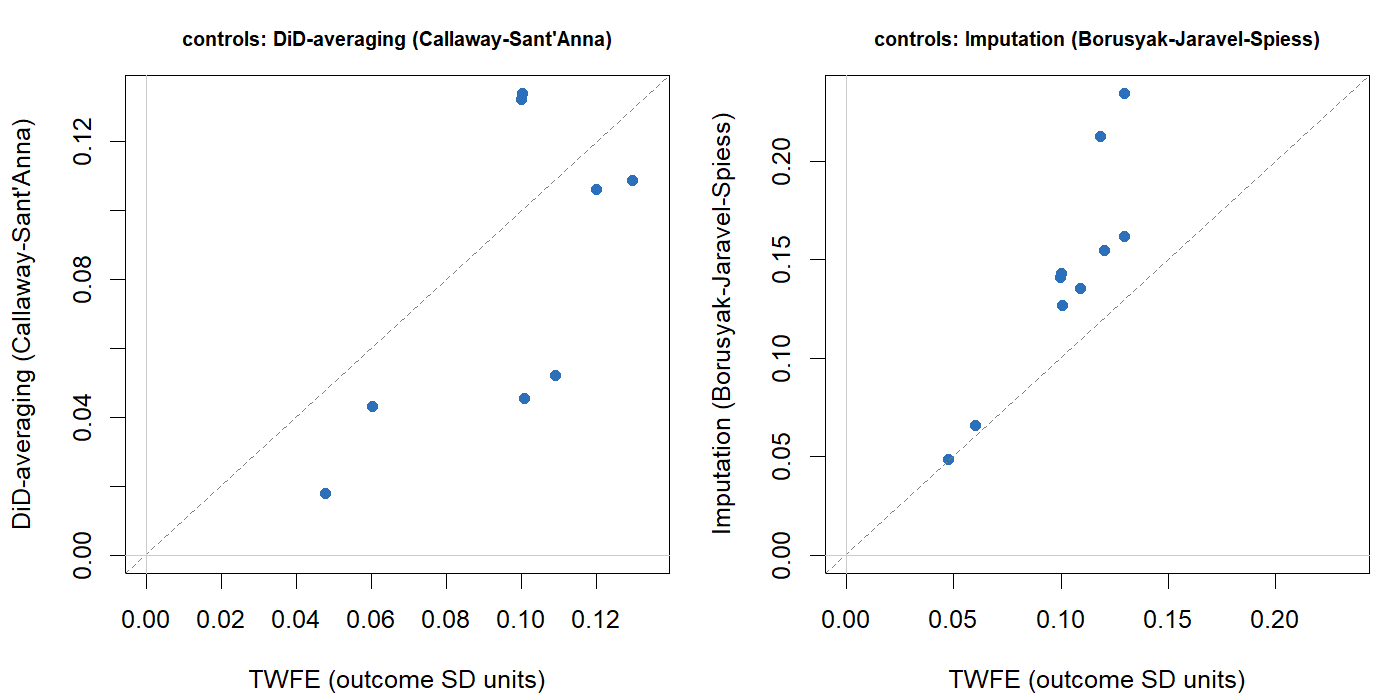 controls: DiD-averaging (Callaway-Sant'Anna)
DiD-averaging (Callaway-Sant'Anna)
0.12
0.08
0.04
0.00
0.00 0.02 0.04 0.06 0.08 0.10 0.12
TWFE (outcome SD units)
controls: Imputation (Borusyak-Jaravel-Spiess)
Imputation (Borusyak-Jaravel-Spiess)
0.20
0.15
0.10
0.05
0.00
0.00 0.05 0.10 0.15 0.20
TWFE (outcome SD units)